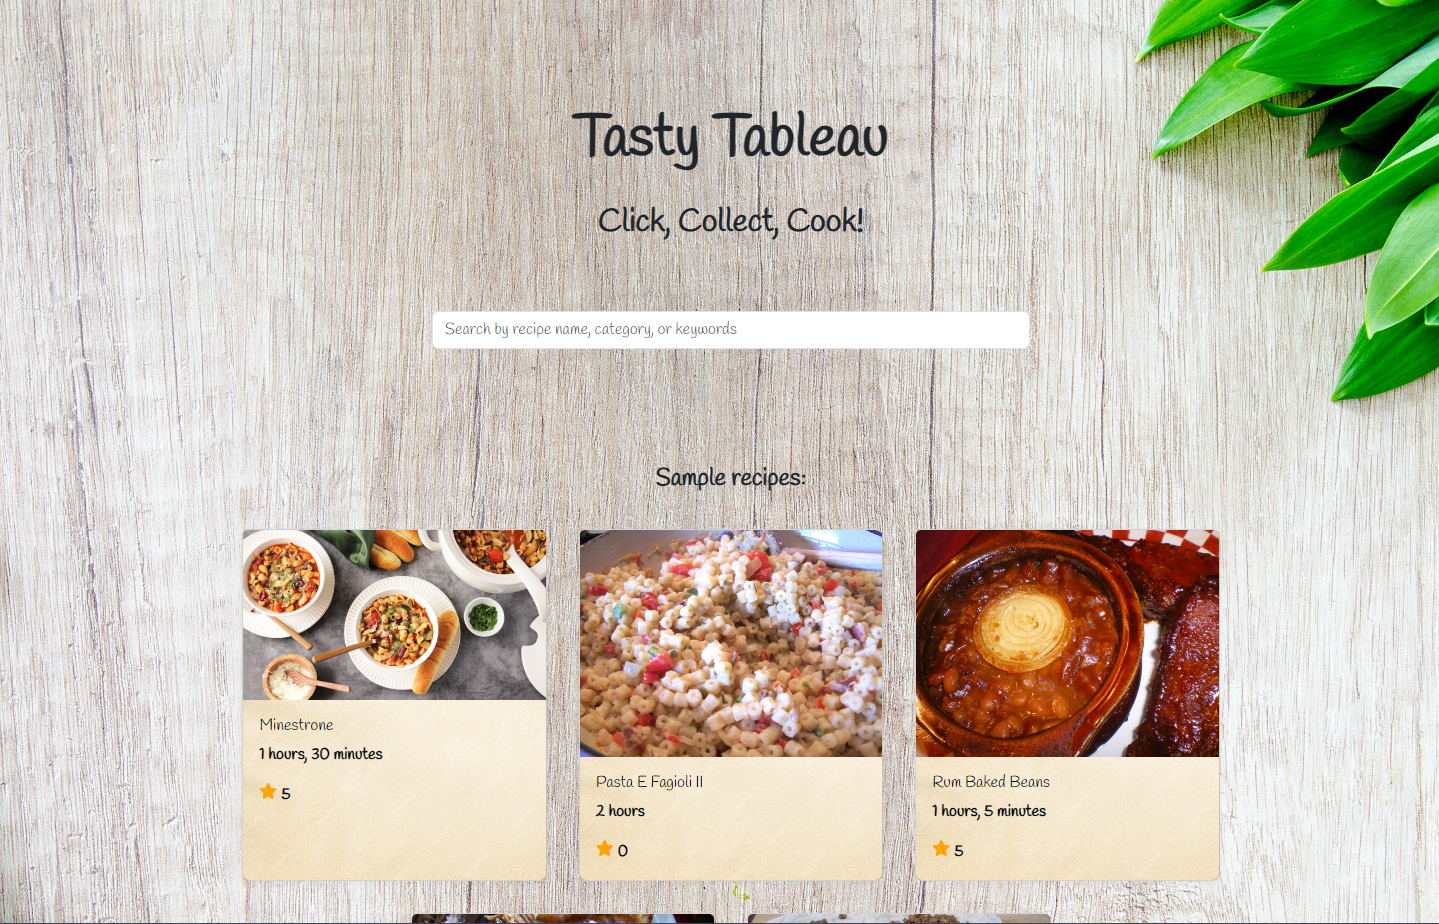 Tasty Tableau
Click, Collect, Cook!
Search by recipe name, category, or keywords
Sample recipes:
Minestrone
1 hours, 30 minutes
5
Pasta E Fagioli II
2 hours
0
Rum Baked Beans
1 hours, 5 minutes
5